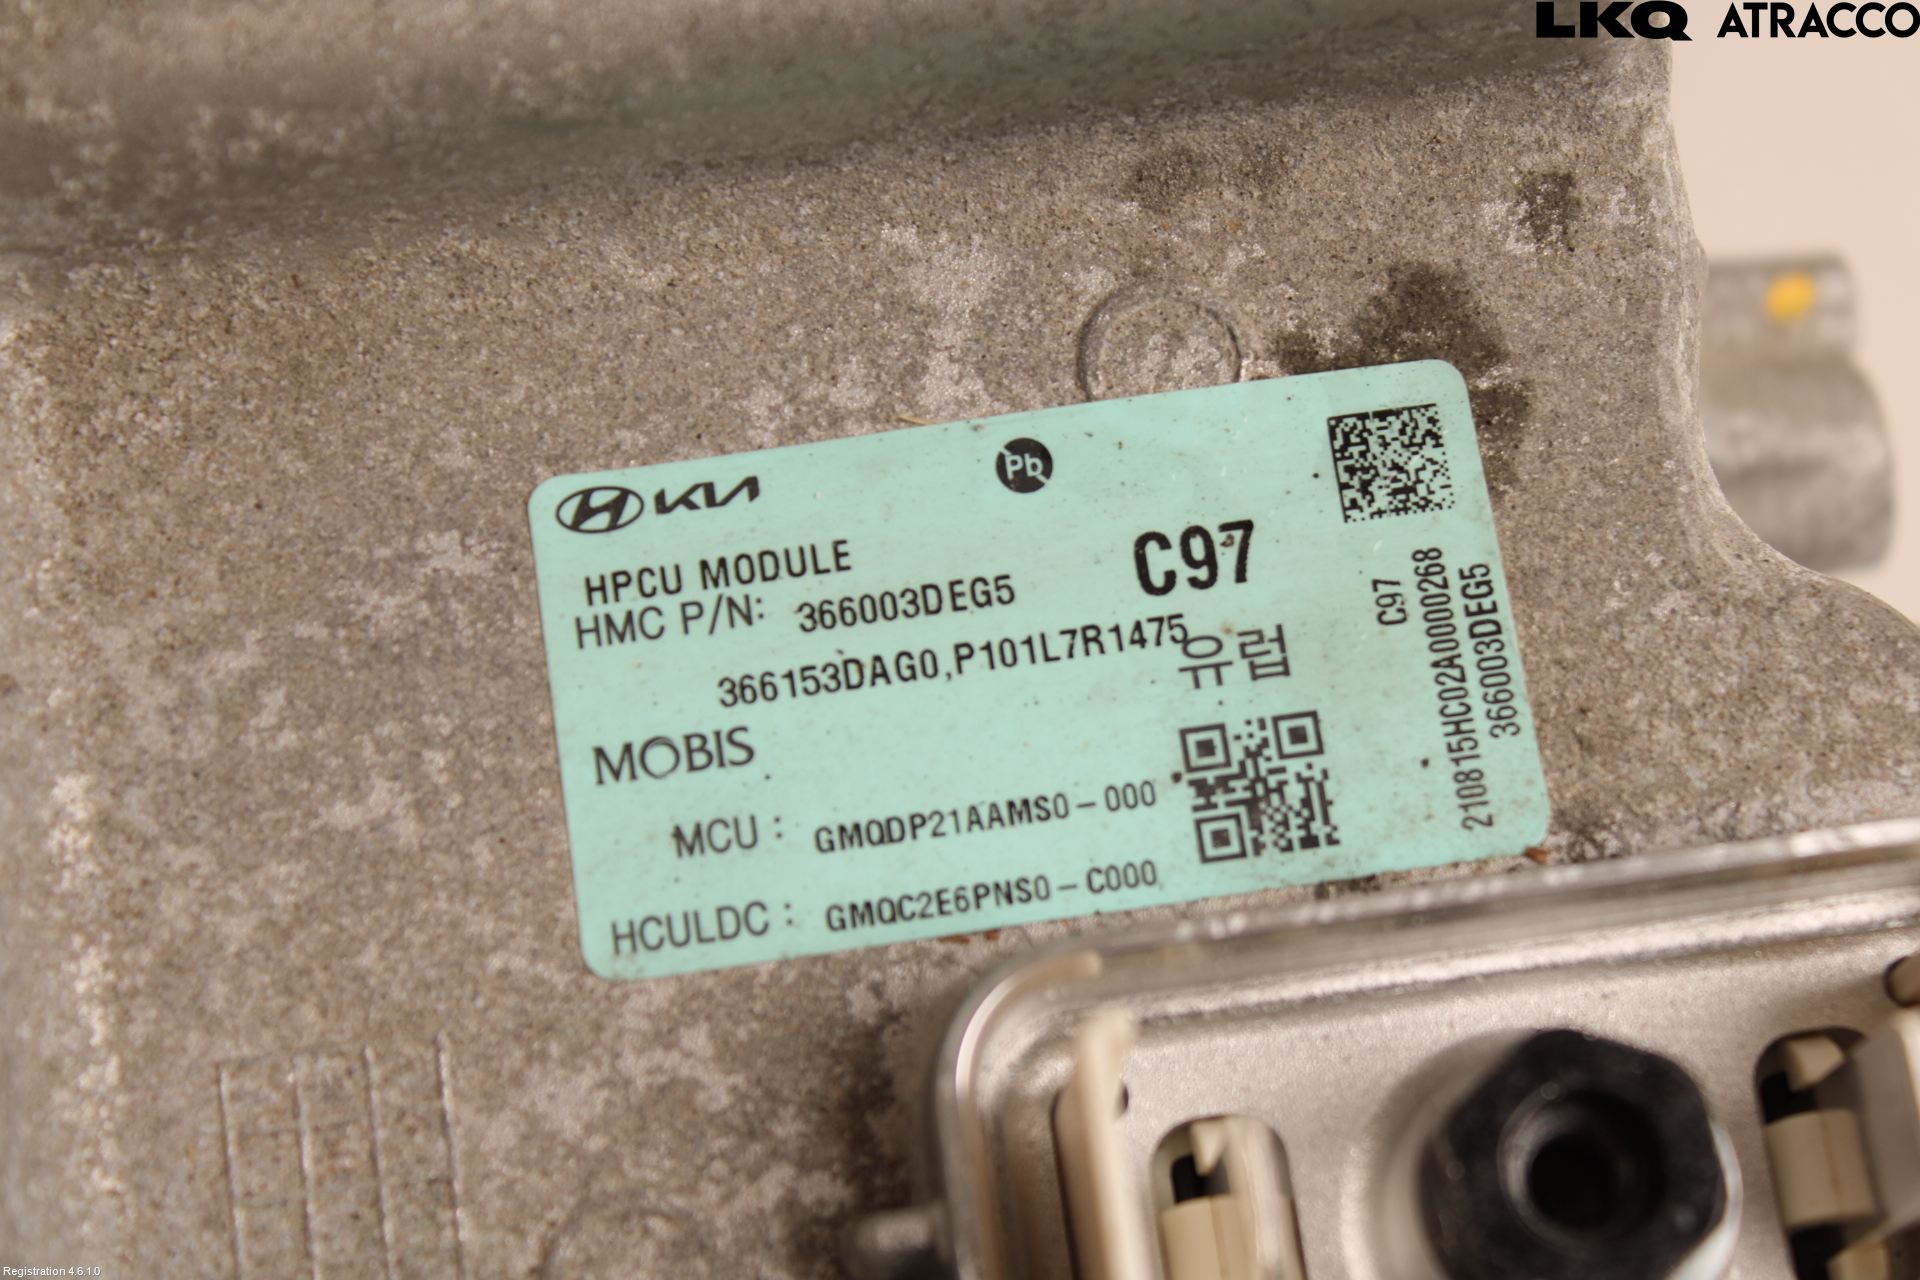 LKQ ATRACCO
KIA
Pb
HPCU MODULE
C97
HMC P/N: 366003DEG5
366153DAG0,P101L7R1475
유럽
MOBIS
MCU : GMQDP21AAMS0-000
HCULDC : GMQC2E6PNS0-C000
C97
210815HC02A0000268
366003DEG5
Registration 4.6.1.0